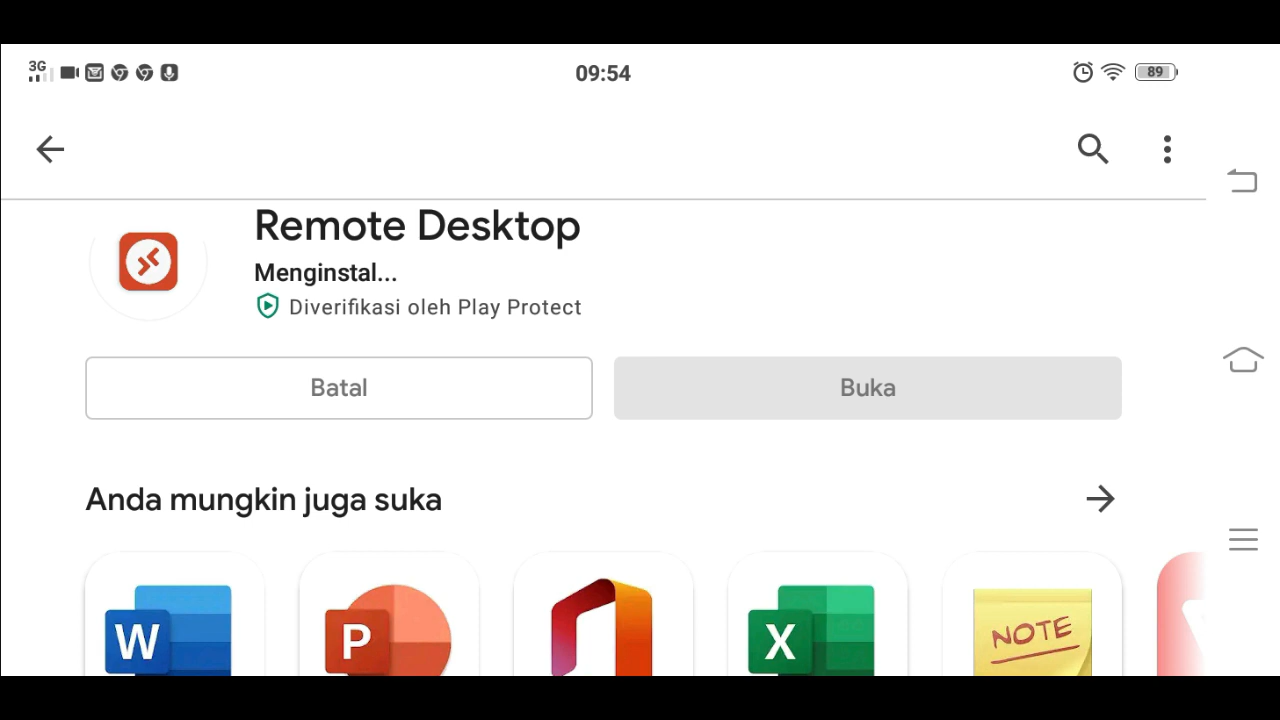 3G
09:54
89
Remote Desktop
Menginstal...
Diverifikasi oleh Play Protect
Batal
Buka
Anda mungkin juga suka
W
P
X
NOTE